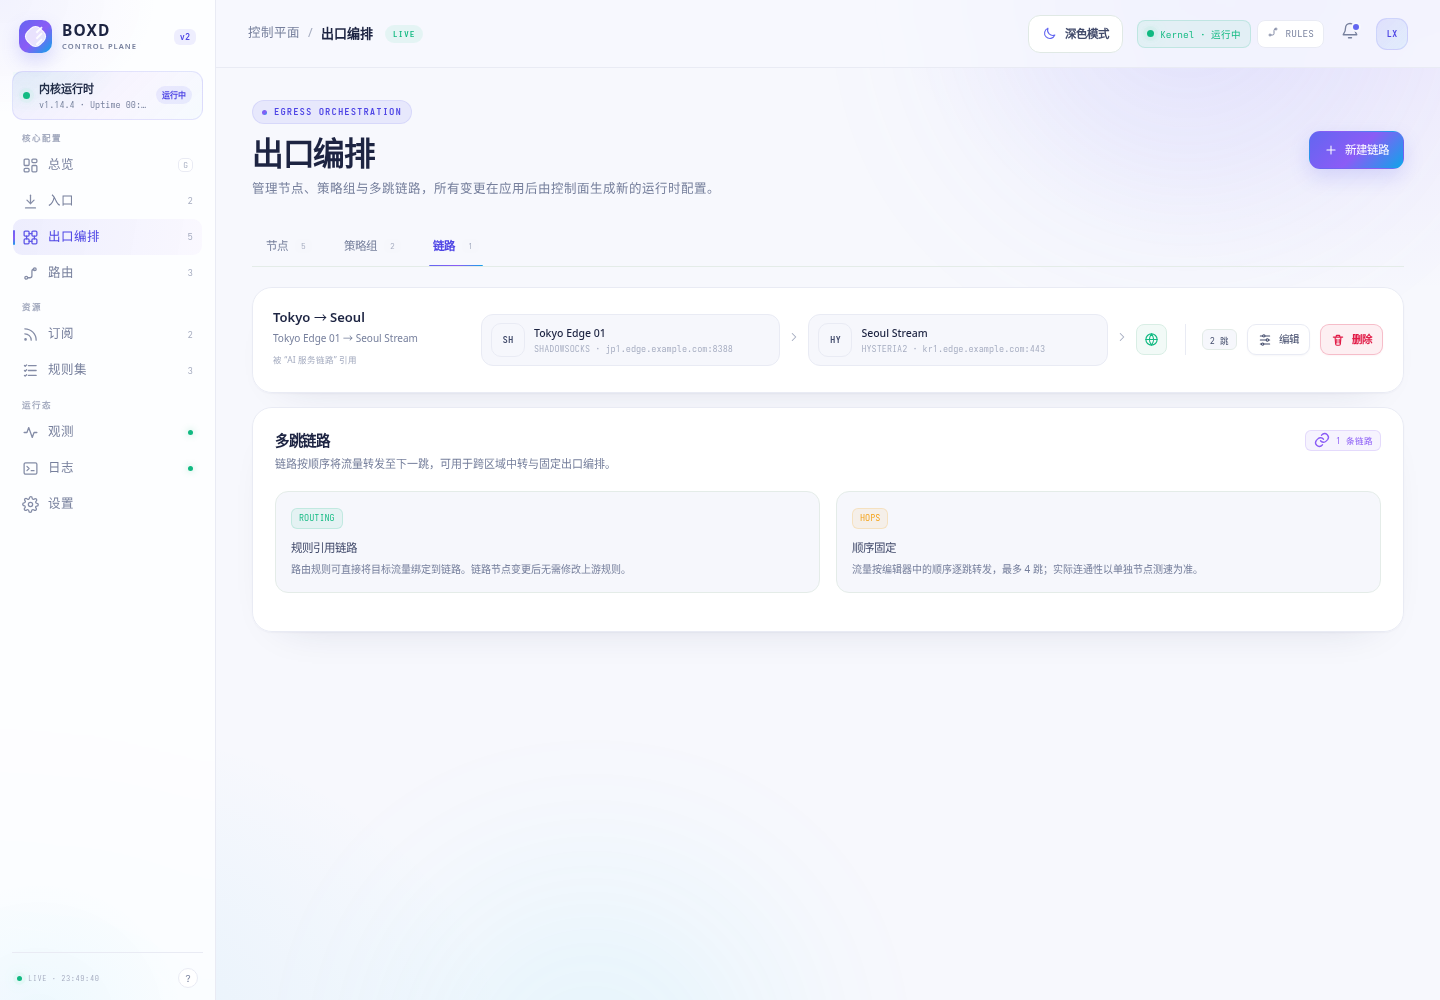 BOXD
CONTROL PLANE
v2
内核运行时
v1.14.4 · Uptime 00:…
运行中
核心配置
总览
G
入口
2
出口编排
5
路由
3
资源
订阅
2
规则集
3
运行态
观测
日志
设置
LIVE · 23:49:40
?
控制平面 / 出口编排
LIVE
深色模式
Kernel · 运行中
RULES
LX
EGRESS ORCHESTRATION
出口编排
管理节点、策略组与多跳链路，所有变更在应用后由控制面生成新的运行时配置。
新建链路
节点 5
策略组 2
链路 1
Tokyo → Seoul
Tokyo Edge 01 → Seoul Stream
被 “AI 服务链路” 引用
SH
Tokyo Edge 01
SHADOWSOCKS · jp1.edge.example.com:8388
HY
Seoul Stream
HYSTERIA2 · kr1.edge.example.com:443
2 跳
编辑
删除
多跳链路
链路按顺序将流量转发至下一跳，可用于跨区域中转与固定出口编排。
1 条链路
ROUTING
规则引用链路
路由规则可直接将目标流量绑定到链路。链路节点变更后无需修改上游规则。
HOPS
顺序固定
流量按编辑器中的顺序逐跳转发，最多 4 跳；实际连通性以单独节点测速为准。